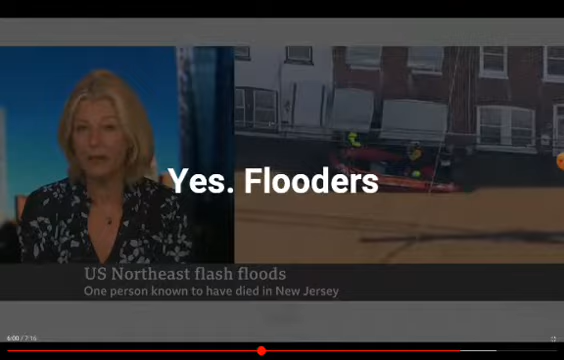 Yes. Flooders
US Northeast flash floods
One person known to have died in New Jersey
6:00 / 7:16